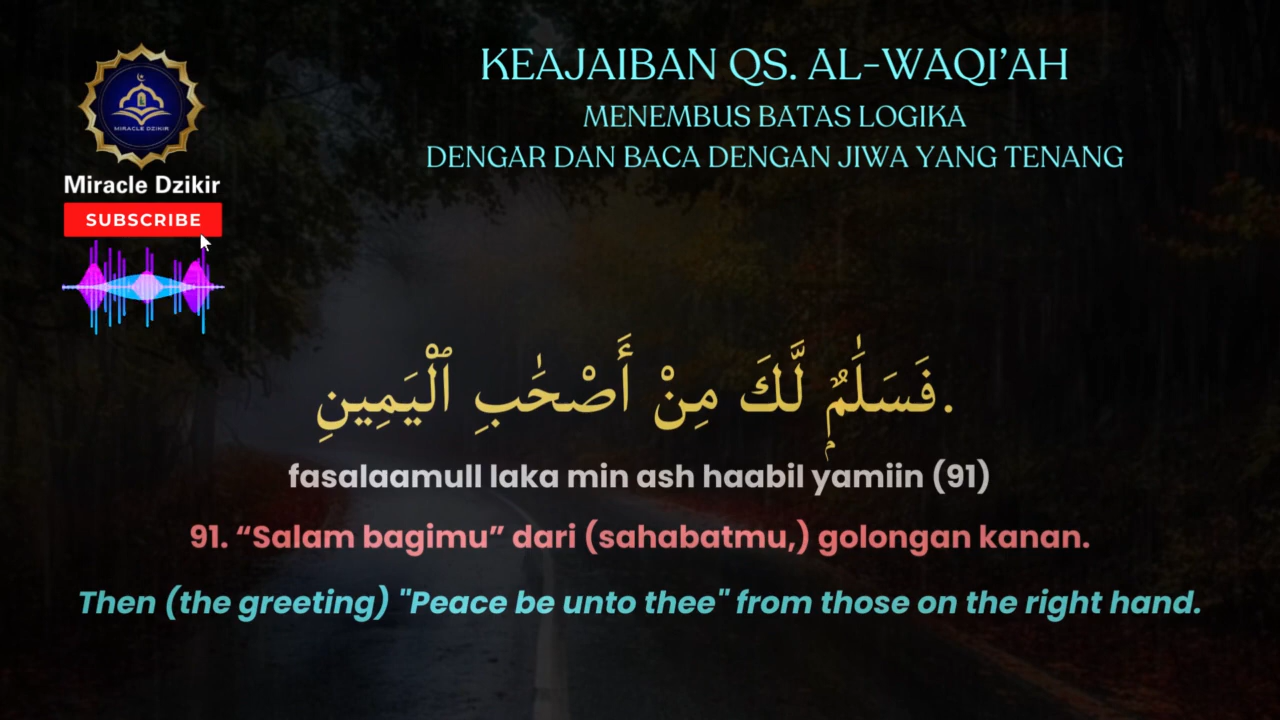 KEAJAIBAN QS. AL-WAQI'AH
MENEMBUS BATAS LOGIKA
DENGAR DAN BACA DENGAN JIWA YANG TENANG
MIRACLE DZIKIR
Miracle Dzikir
SUBSCRIBE
فَسَلَٰمٌۭ لَّكَ مِنْ أَصْحَٰبِ ٱلْيَمِينِ.
fasalaamull laka min ash haabil yamiin (91)
91. “Salam bagimu” dari (sahabatmu,) golongan kanan.
Then (the greeting) "Peace be unto thee" from those on the right hand.